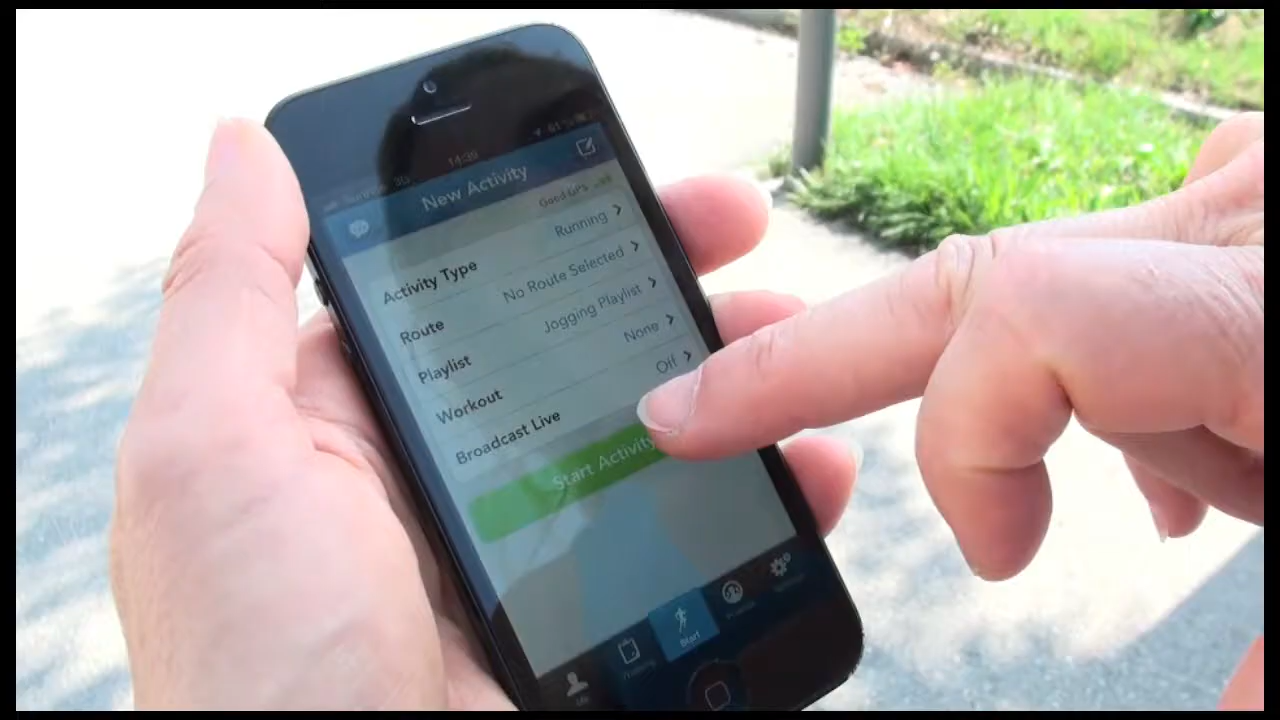 14:39
New Activity
Good GPS
Activity Type Running
Route No Route Selected
Playlist Jogging Playlist
Workout None
Broadcast Live Off
Start Activity
Me
Start